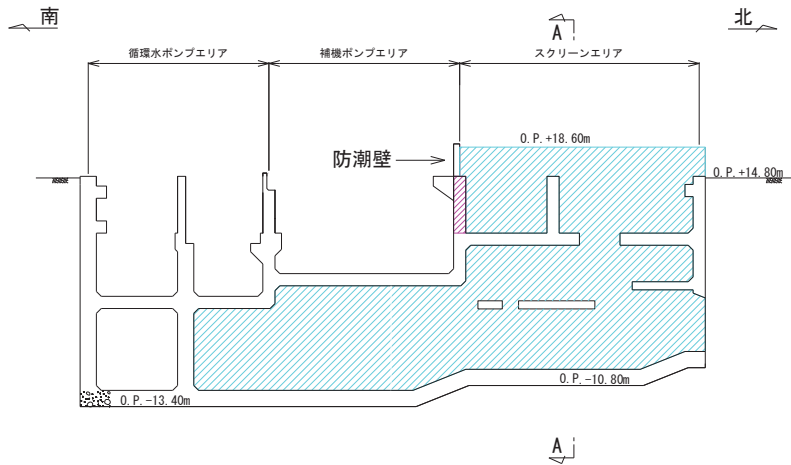 南
A
北
循環水ポンプエリア
補機ポンプエリア
スクリーンエリア
O.P.+18.60m
防潮壁
O.P.+14.80m
O.P.-10.80m
O.P.-13.40m
A